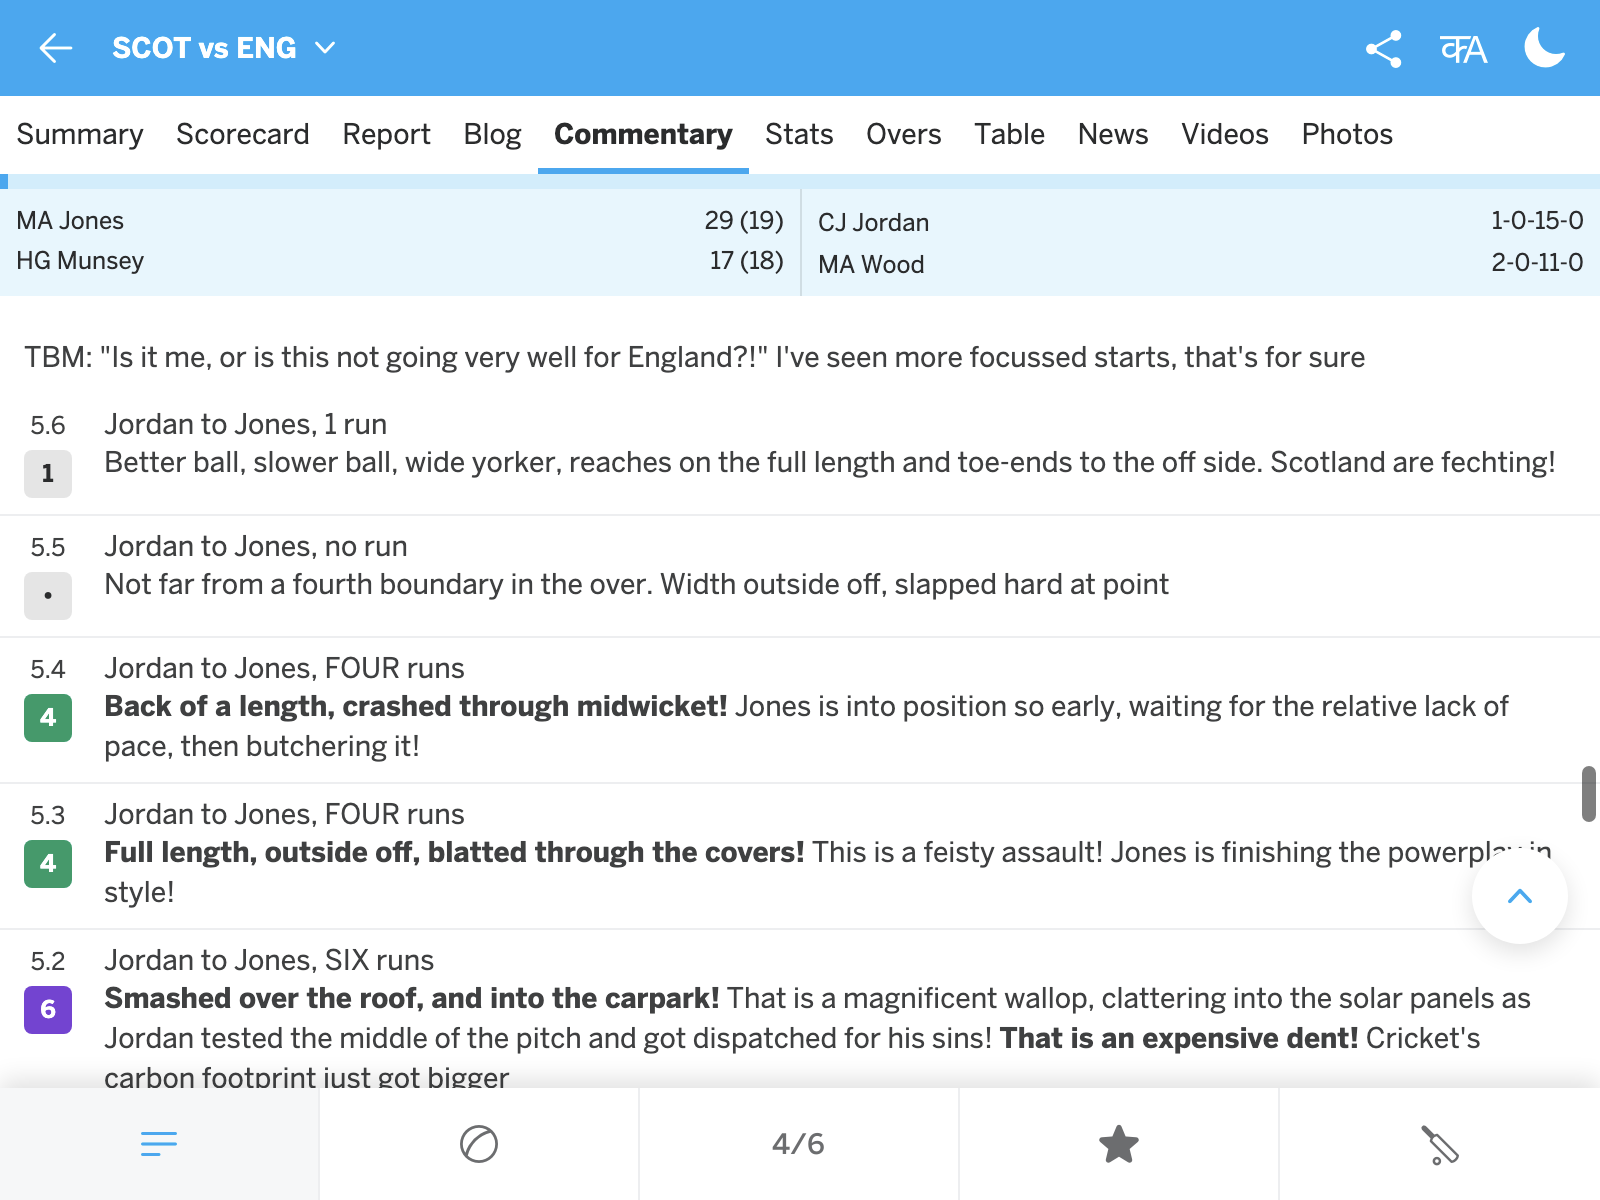 SCOT vs ENG
क A
Summary Scorecard Report Blog Commentary Stats Overs Table News Videos Photos
MA Jones 29 (19) CJ Jordan 1-0-15-0
HG Munsey 17 (18) MA Wood 2-0-11-0
TBM: "Is it me, or is this not going very well for England?!" I've seen more focussed starts, that's for sure
5.6 Jordan to Jones, 1 run
1 Better ball, slower ball, wide yorker, reaches on the full length and toe-ends to the off side. Scotland are fechting!
5.5 Jordan to Jones, no run
• Not far from a fourth boundary in the over. Width outside off, slapped hard at point
5.4 Jordan to Jones, FOUR runs
4 Back of a length, crashed through midwicket! Jones is into position so early, waiting for the relative lack of
pace, then butchering it!
5.3 Jordan to Jones, FOUR runs
4 Full length, outside off, blatted through the covers! This is a feisty assault! Jones is finishing the powerplay in
style!
5.2 Jordan to Jones, SIX runs
6 Smashed over the roof, and into the carpark! That is a magnificent wallop, clattering into the solar panels as
Jordan tested the middle of the pitch and got dispatched for his sins! That is an expensive dent! Cricket's
carbon footprint just got bigger
4/6